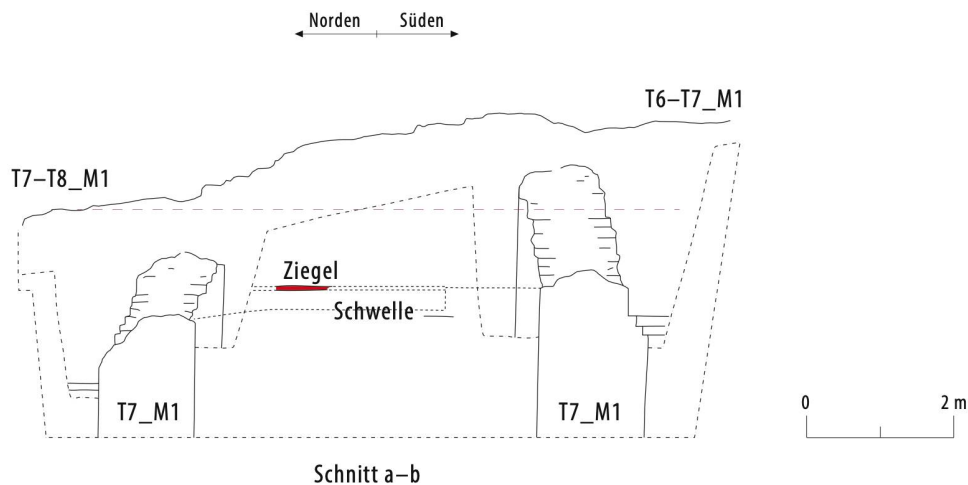 Norden Süden
T6–T7_M1
T7–T8_M1
Ziegel
Schwelle
T7_M1 T7_M1
0 2 m
Schnitt a–b